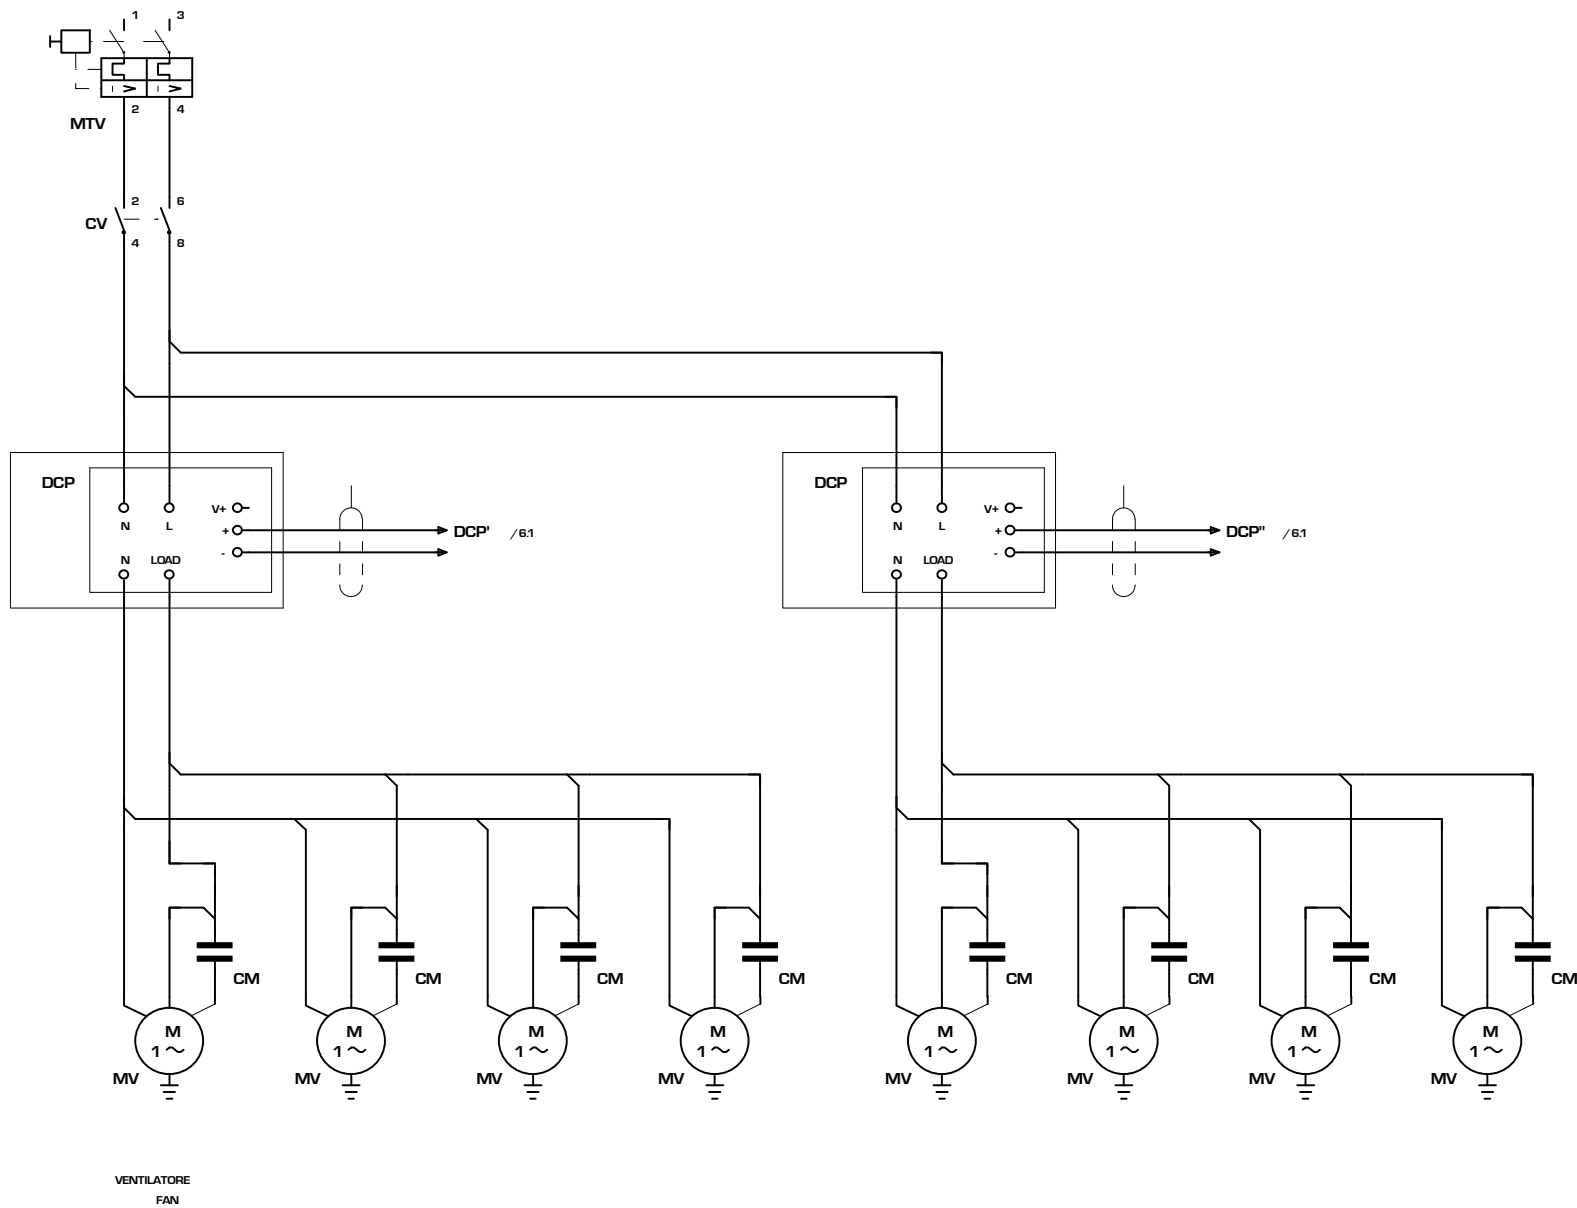 1 3
2 4
MTV
2 6
CV
4 8
DCP DCP
V+ V+
N L N L
+ DCP' /6.1 + DCP" /6.1
- -
N LOAD N LOAD
CM CM CM CM CM CM CM CM
M M M M M M M M
1~ 1~ 1~ 1~ 1~ 1~ 1~ 1~
MV MV MV MV MV MV MV MV
VENTILATORE
FAN